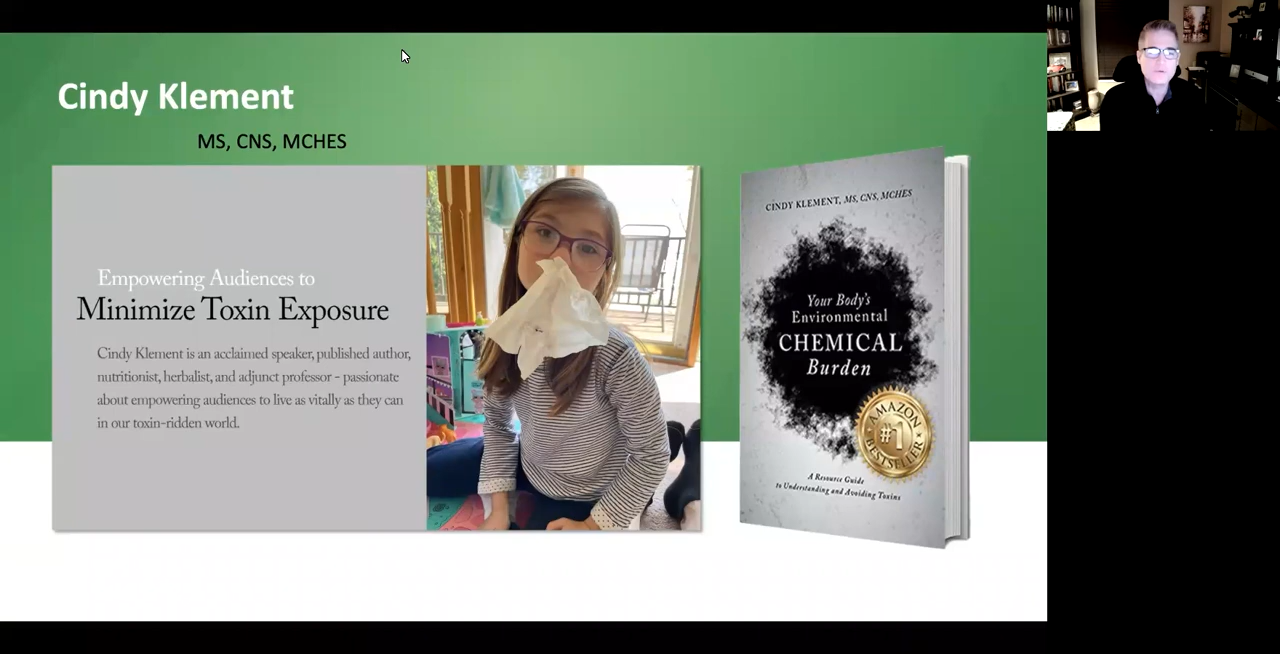 Cindy Klement
MS, CNS, MCHES
Empowering Audiences to
Minimize Toxin Exposure
Cindy Klement is an acclaimed speaker, published author,
nutritionist, herbalist, and adjunct professor - passionate
about empowering audiences to live as vitally as they can
in our toxin-ridden world.
CINDY KLEMENT, MS, CNS, MCHES
Your Body's
Environmental
CHEMICAL
Burden
AMAZON
#1
BESTSELLER
A Resource Guide
to Understanding and Avoiding Toxins